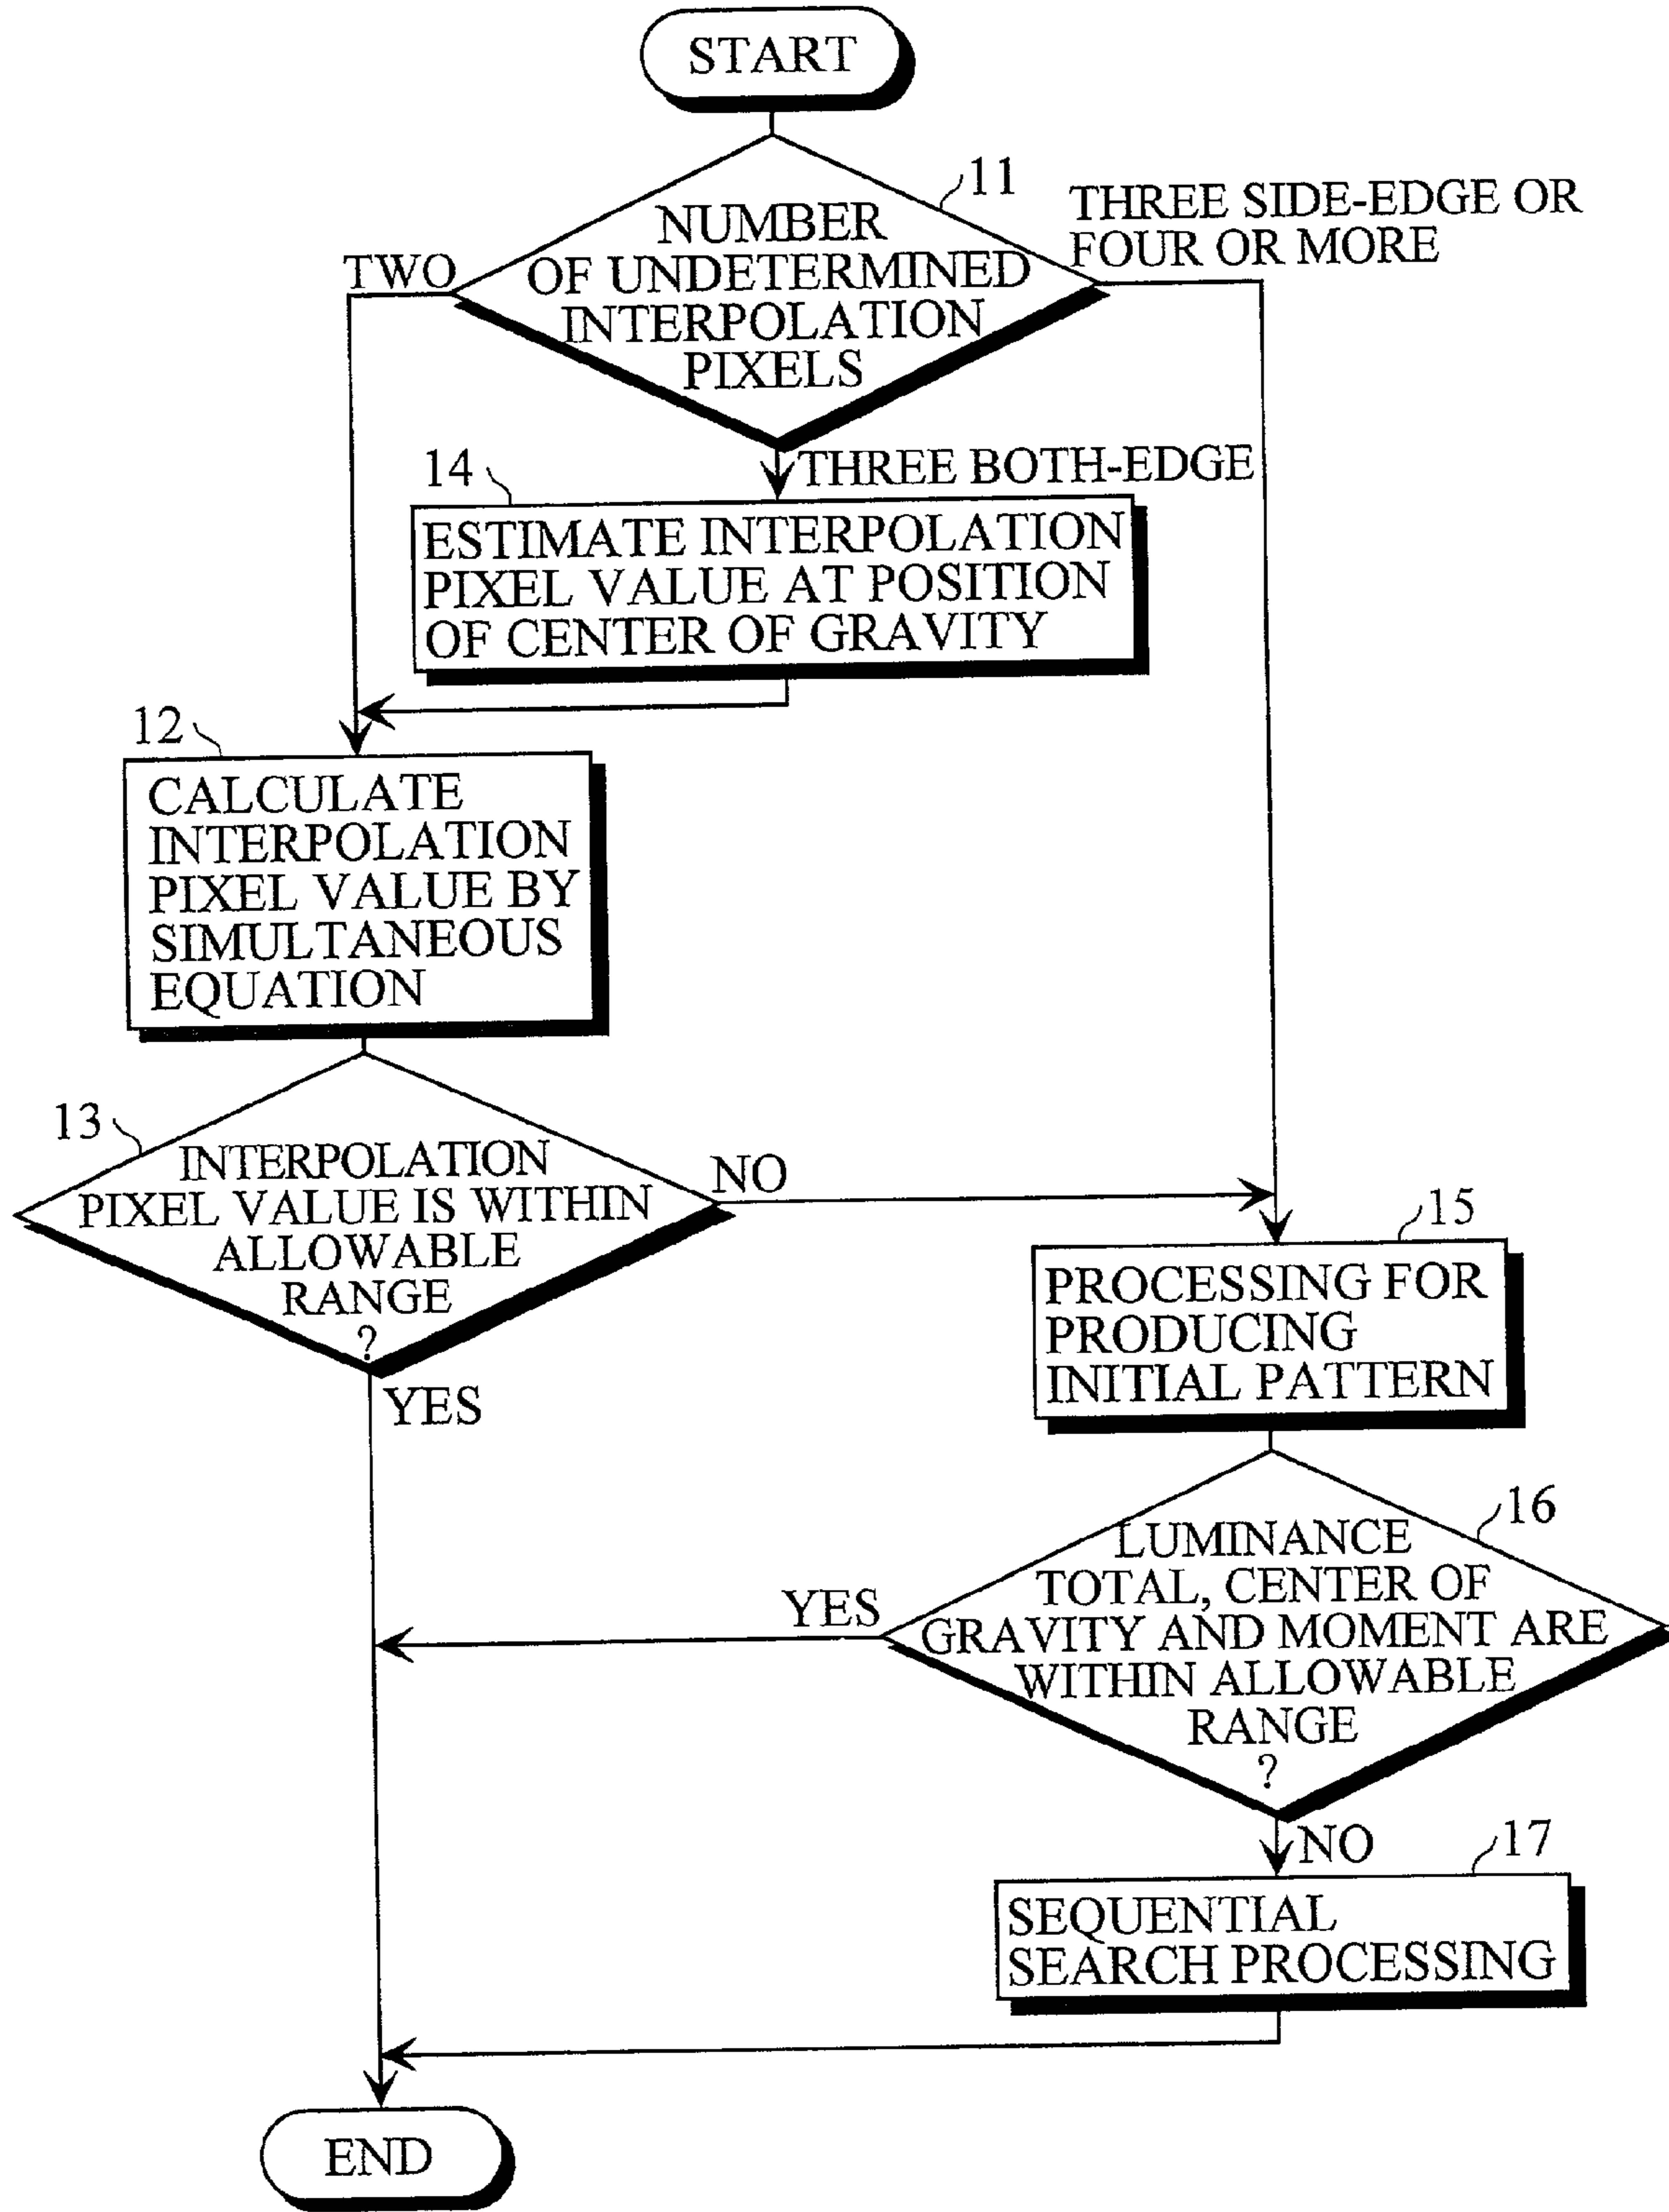 START
11
NUMBER
OF UNDETERMINED
INTERPOLATION
PIXELS
TWO
THREE SIDE-EDGE OR
FOUR OR MORE
THREE BOTH-EDGE
14
ESTIMATE INTERPOLATION
PIXEL VALUE AT POSITION
OF CENTER OF GRAVITY
12
CALCULATE
INTERPOLATION
PIXEL VALUE BY
SIMULTANEOUS
EQUATION
13
INTERPOLATION
PIXEL VALUE IS WITHIN
ALLOWABLE
RANGE
?
NO
YES
15
PROCESSING FOR
PRODUCING
INITIAL PATTERN
16
LUMINANCE
TOTAL, CENTER OF
GRAVITY AND MOMENT ARE
WITHIN ALLOWABLE
RANGE
?
YES
NO
17
SEQUENTIAL
SEARCH PROCESSING
END